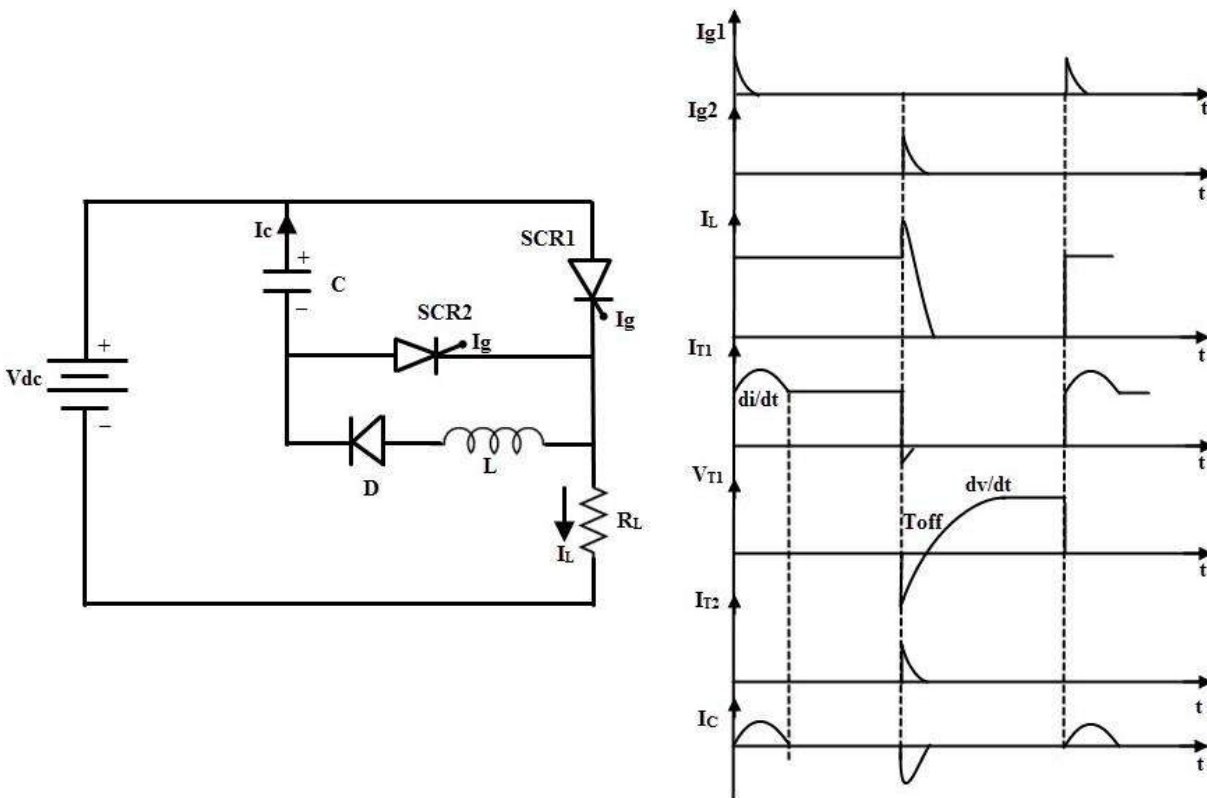 Ic
+
C
−
SCR1
Ig
SCR2
Ig
+
Vdc
−
D
L
RL
IL
Ig1
t
Ig2
t
IL
t
IT1
di/dt
t
VT1
dv/dt
Toff
t
IT2
t
IC
t